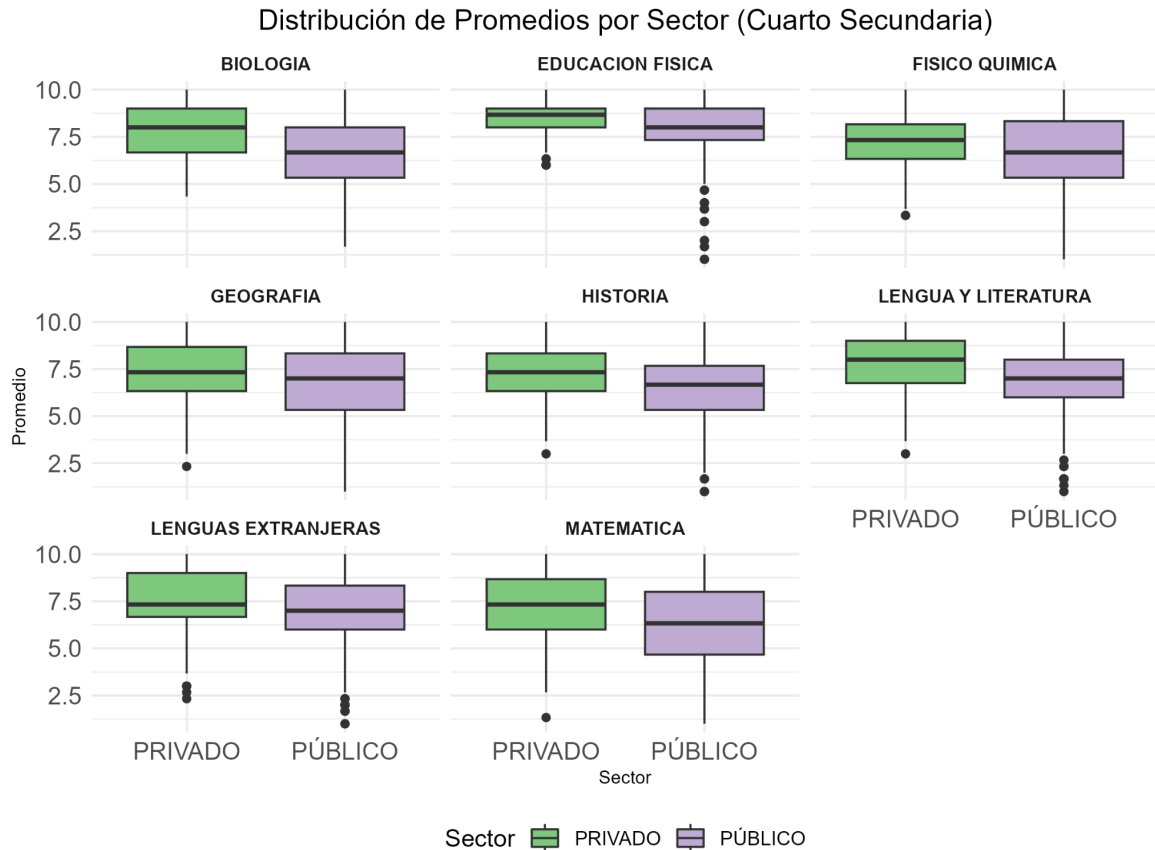 Distribución de Promedios por Sector (Cuarto Secundaria)
BIOLOGIA EDUCACION FISICA FISICO QUIMICA
10.0
7.5
5.0
2.5
GEOGRAFIA HISTORIA LENGUA Y LITERATURA
10.0
7.5
5.0
2.5
Promedio
PRIVADO PÚBLICO
LENGUAS EXTRANJERAS MATEMATICA
10.0
7.5
5.0
2.5
PRIVADO PÚBLICO PRIVADO PÚBLICO
Sector
Sector PRIVADO PÚBLICO